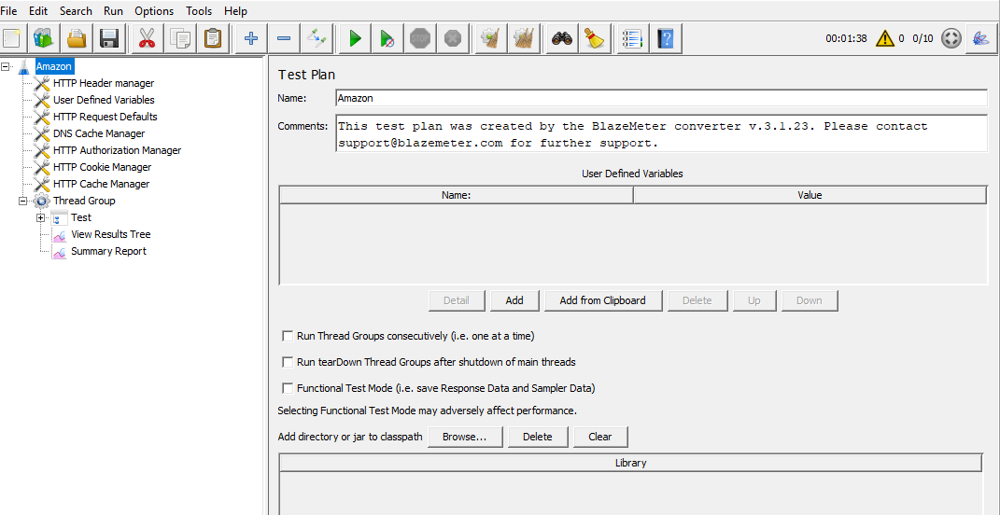 File Edit Search Run Options Tools Help
STOP 00:01:38 0 0/10
Amazon
HTTP Header manager
User Defined Variables
HTTP Request Defaults
DNS Cache Manager
HTTP Authorization Manager
HTTP Cookie Manager
HTTP Cache Manager
Thread Group
Test
View Results Tree
Summary Report
Test Plan
Name: Amazon
Comments: This test plan was created by the BlazeMeter converter v.3.1.23. Please contact
support@blazemeter.com for further support.
User Defined Variables
Name: Value
Detail Add Add from Clipboard Delete Up Down
Run Thread Groups consecutively (i.e. one at a time)
Run tearDown Thread Groups after shutdown of main threads
Functional Test Mode (i.e. save Response Data and Sampler Data)
Selecting Functional Test Mode may adversely affect performance.
Add directory or jar to classpath Browse... Delete Clear
Library